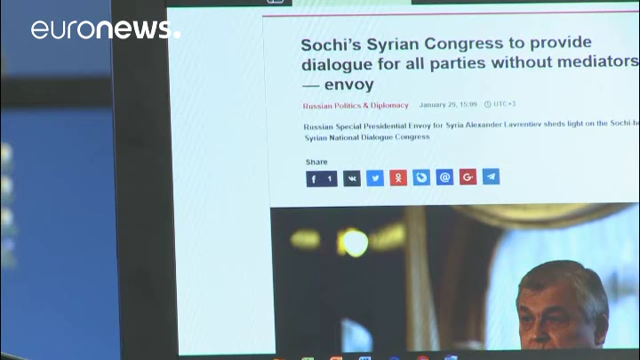 euronews.
Sochi's Syrian Congress to provide
dialogue for all parties without mediators
— envoy
Russian Politics & Diplomacy January 29, 15:09 UTC+3
Russian Special Presidential Envoy for Syria Alexander Lavrentiev sheds light on the Sochi-
Syrian National Dialogue Congress
Share
f 1